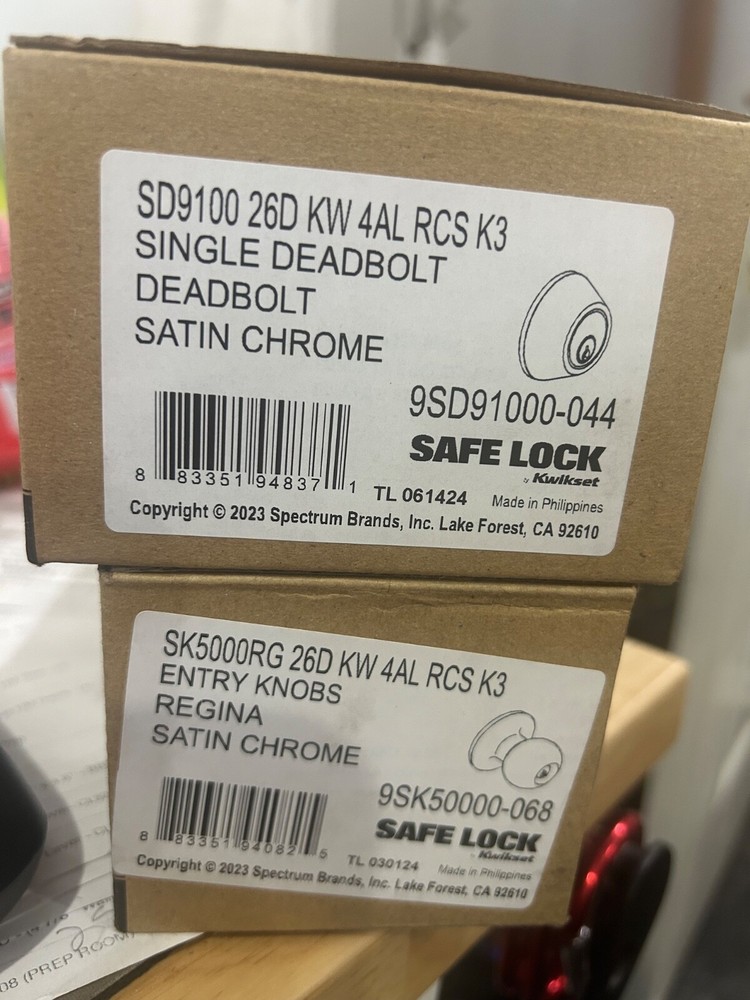 SD9100 26D KW 4AL RCS K3
SINGLE DEADBOLT
DEADBOLT
SATIN CHROME
9SD91000-044
SAFE LOCK
by Kwikset
8 83351 94837 1
TL 061424
Made in Philippines
Copyright © 2023 Spectrum Brands, Inc. Lake Forest, CA 92610
SK5000RG 26D KW 4AL RCS K3
ENTRY KNOBS
REGINA
SATIN CHROME
9SK50000-068
SAFE LOCK
by Kwikset
8 83351 94082 5
TL 030124
Made in Philippines
Copyright © 2023 Spectrum Brands, Inc. Lake Forest, CA 92610
08 (PREP ROOM)